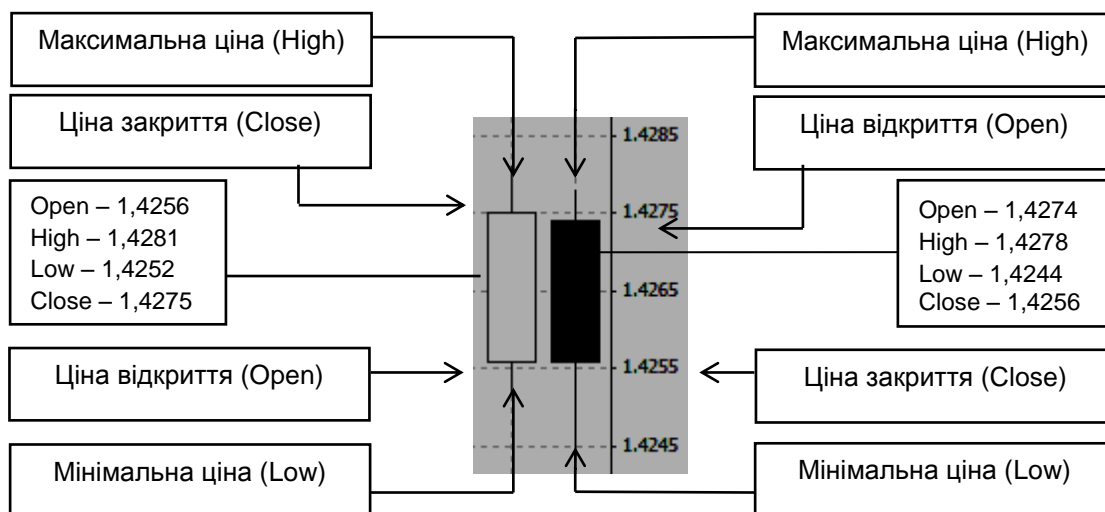 Максимальна ціна (High)
Максимальна ціна (High)
Ціна закриття (Close)
Ціна відкриття (Open)
1.4285
1.4275
1.4265
1.4255
1.4245
Open – 1,4256
High – 1,4281
Low – 1,4252
Close – 1,4275
Open – 1,4274
High – 1,4278
Low – 1,4244
Close – 1,4256
Ціна відкриття (Open)
Ціна закриття (Close)
Мінімальна ціна (Low)
Мінімальна ціна (Low)